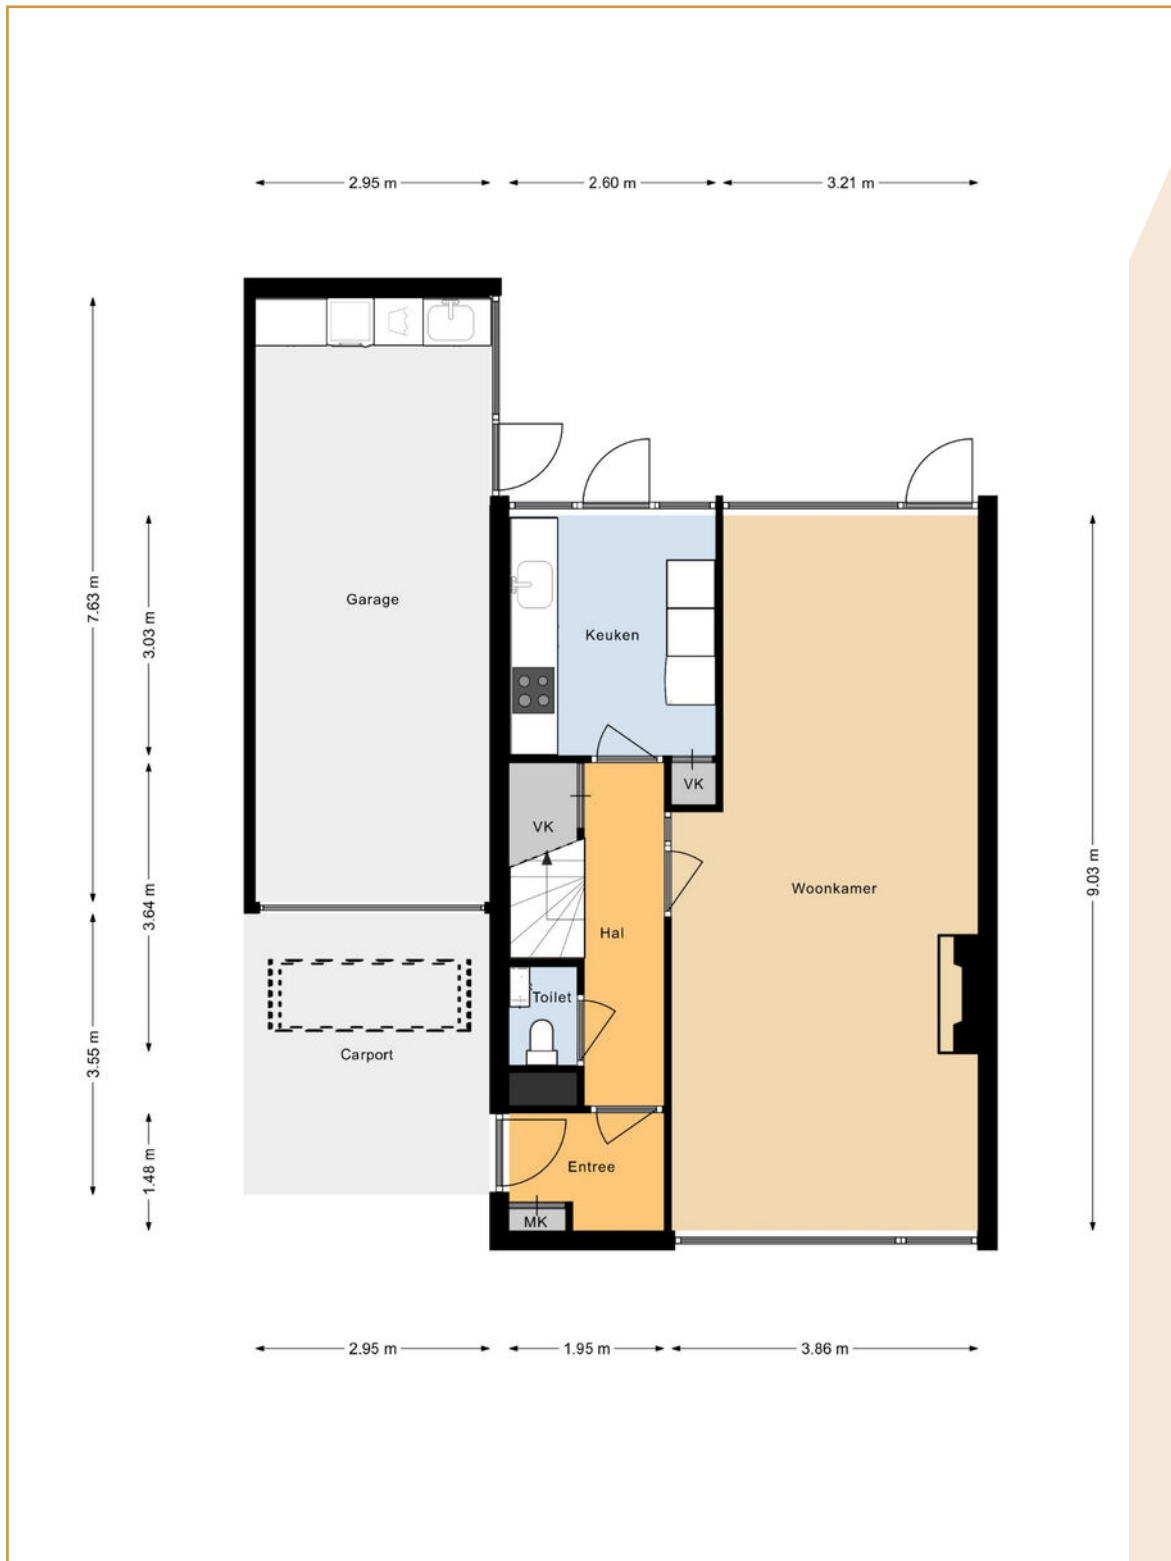 2.95 m
2.60 m
3.21 m
7.63 m
3.03 m
Garage
Keuken
VK
VK
3.64 m
9.03 m
Woonkamer
Hal
Toilet
3.55 m
Carport
1.48 m
Entree
MK
2.95 m
1.95 m
3.86 m